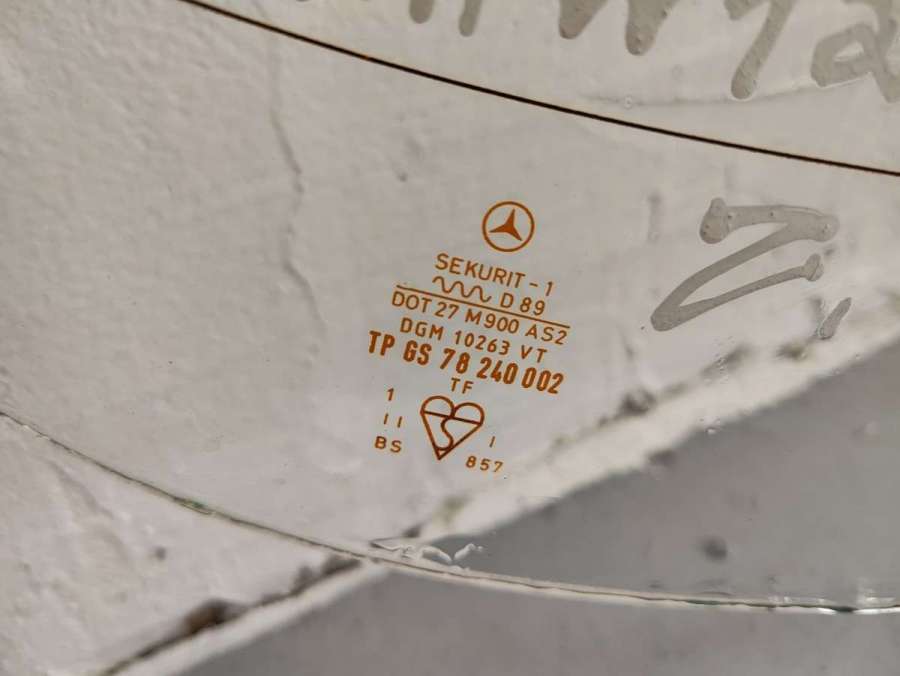 SEKURIT - 1
D 89
DOT 27 M900 AS2
DGM 10263 VT
TP GS 78 240 002
TF
1
II I
BS 857
Z